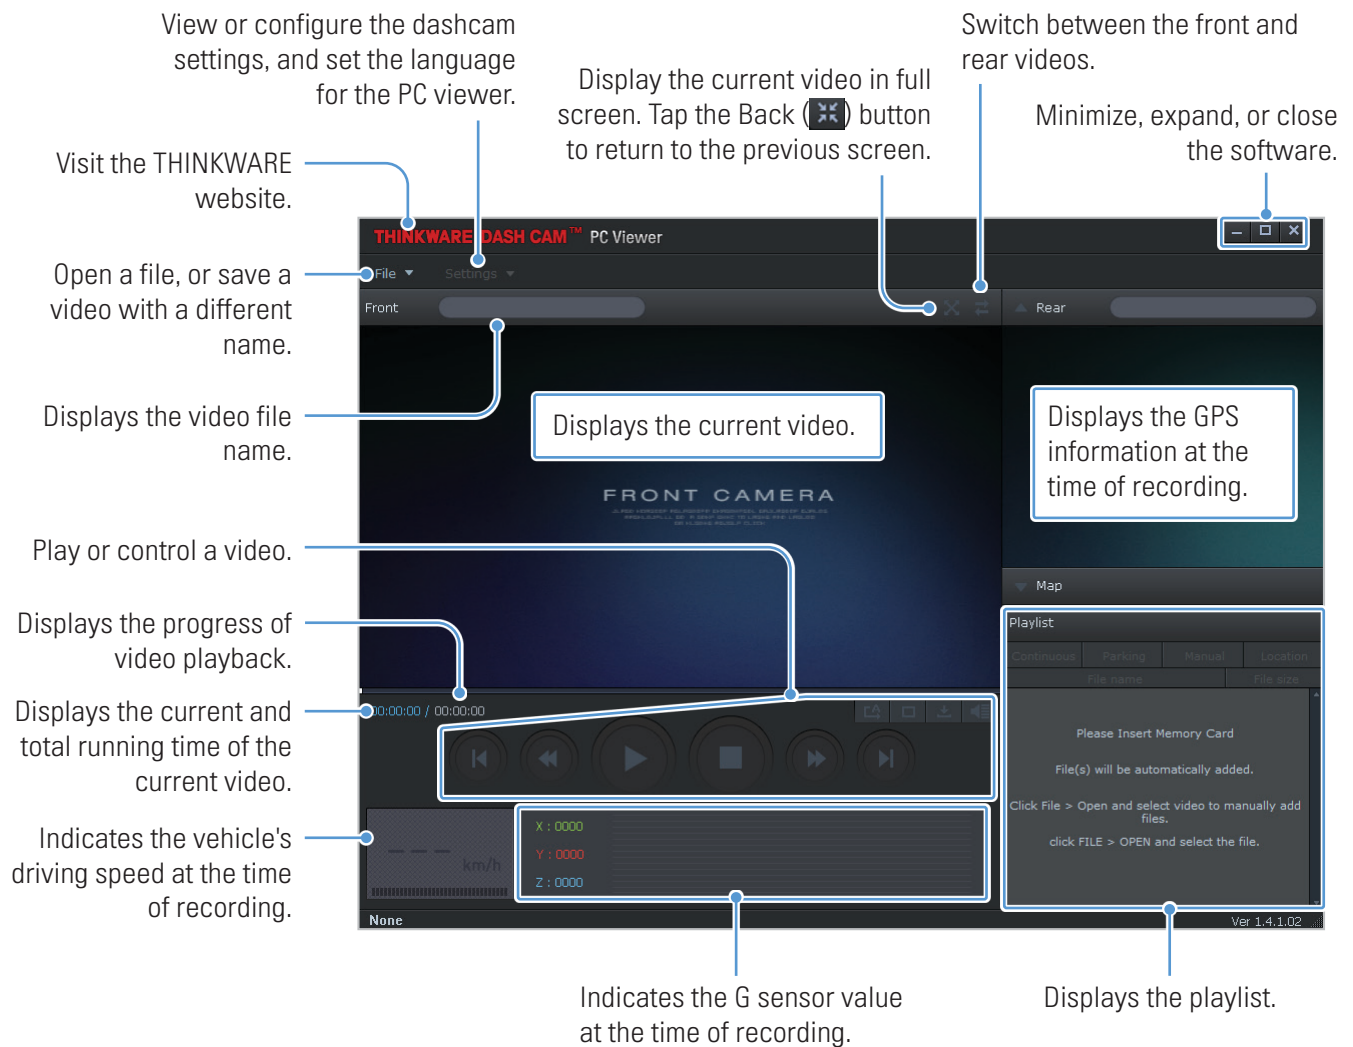 View or configure the dashcam
settings, and set the language
for the PC viewer.
Switch between the front and
rear videos.
Display the current video in full
screen. Tap the Back ( ) button
to return to the previous screen.
Minimize, expand, or close
the software.
Visit the THINKWARE
website.
Open a file, or save a
video with a different
name.
Displays the video file
name.
Play or control a video.
Displays the progress of
video playback.
Displays the current and
total running time of the
current video.
Indicates the vehicle's
driving speed at the time
of recording.
THINKWARE DASH CAM™ PC Viewer
File Settings
Front
Rear
Displays the current video.
Displays the GPS
information at the
time of recording.
FRONT CAMERA
Map
Playlist
Continuous Parking Manual Location
File name File size
00:00:00 / 00:00:00
Please Insert Memory Card
File(s) will be automatically added.
Click File > Open and select video to manually add
files.
click FILE > OPEN and select the file.
km/h
X : 0000
Y : 0000
Z : 0000
None
Ver 1.4.1.02
Indicates the G sensor value
at the time of recording.
Displays the playlist.